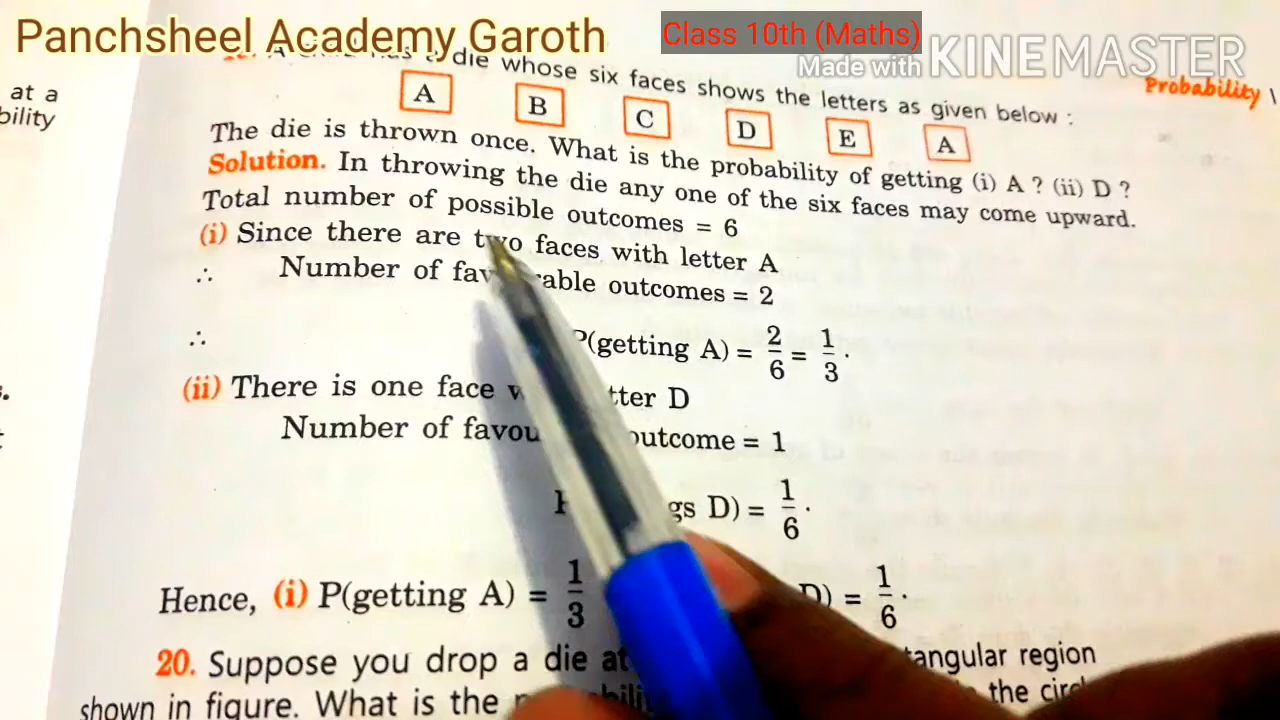 Panchsheel Academy Garoth
Class 10th (Maths)
Made with KINEMASTER
Probability
at a
bility
die whose six faces shows the letters as given below :
A B C D E A
The die is thrown once. What is the probability of getting (i) A ? (ii) D ?
Solution. In throwing the die any one of the six faces may come upward.
Total number of possible outcomes = 6
(i) Since there are two faces with letter A
∴ Number of favourable outcomes = 2
∴ P(getting A) = 2/6 = 1/3 .
(ii) There is one face tter D
Number of favou outcome = 1
gs D) = 1/6 .
Hence, (i) P(getting A) = 1/3 D) = 1/6 .
20. Suppose you drop a die at tangular region
shown in figure. What is the the circ